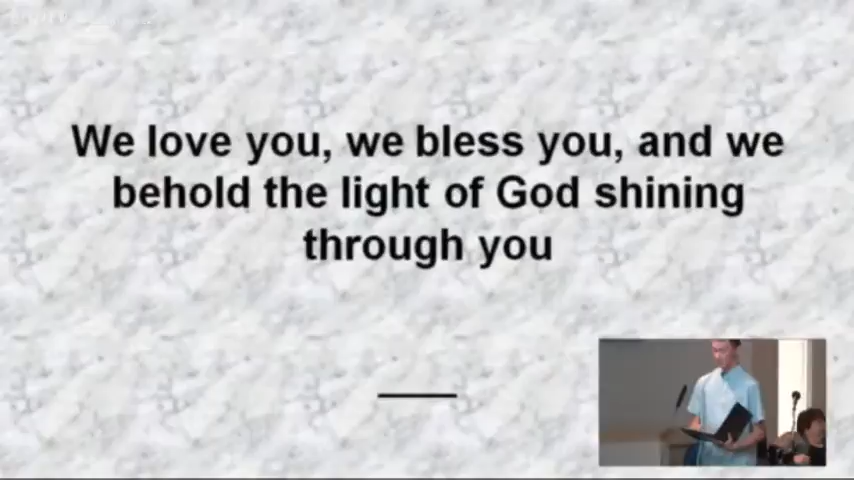 We love you, we bless you, and we
behold the light of God shining
through you